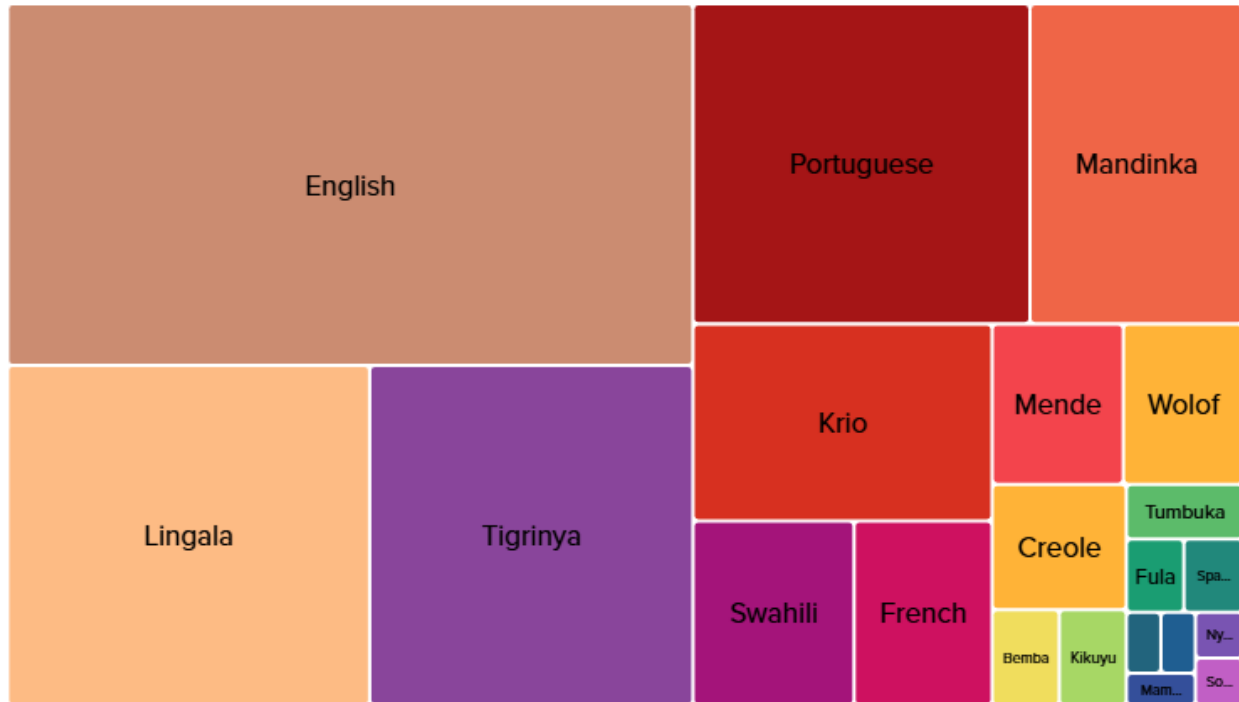 English
Portuguese
Mandinka
Lingala
Tigrinya
Krio
Mende
Wolof
Swahili
French
Creole
Tumbuka
Fula
Spa...
Bemba
Kikuyu
Ny...
Mam...
So...